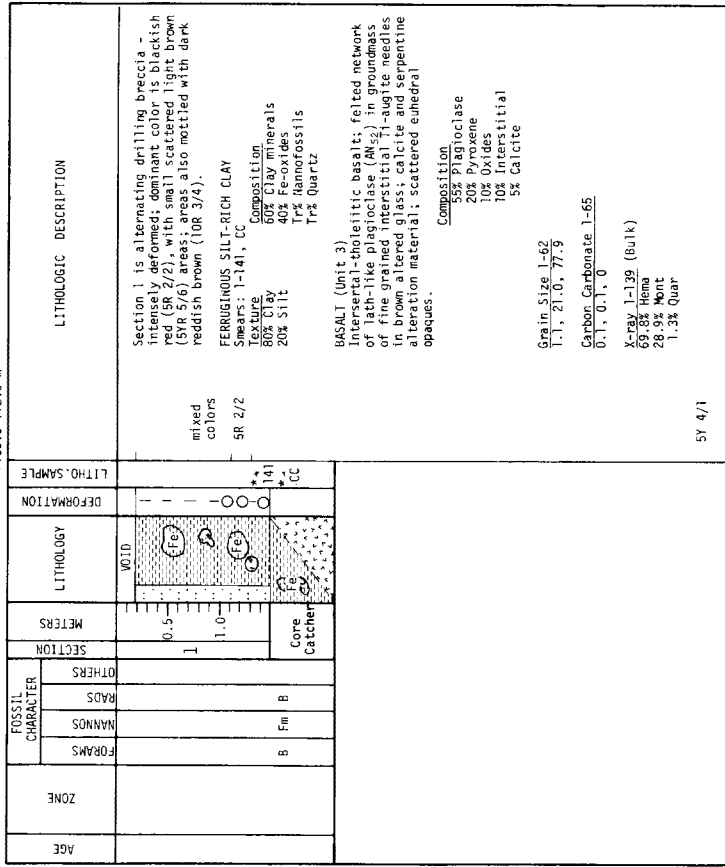 AGE
ZONE
FOSSIL
CHARACTER
FORAMS
NANNOS
RADS
OTHERS
SECTION
METERS
LITHOLOGY
DEFORMATION
LITHO.SAMPLE
LITHOLOGIC DESCRIPTION
B
Fm
B
1
0.5
1.0
Core
Catcher
VOID
Fe
Fe
Fe
*
141
*
CC
mixed
colors
5R 2/2
5Y 4/1
Section 1 is alternating drilling breccia -
intensely deformed; dominant color is blackish
red (5R 2/2), with small scattered light brown
(5YR 5/6) areas; areas also mottled with dark
reddish brown (10R 3/4).
FERRUGINOUS SILT-RICH CLAY
Smears: 1-141, CC
Texture Composition
80% Clay 60% Clay minerals
20% Silt 40% Fe-oxides
Tr% Nannofossils
Tr% Quartz
BASALT (Unit 3)
Intersertal-tholeiitic basalt; felted network
of lath-like plagioclase (AN52) in groundmass
of fine grained interstitial Ti-augite needles
in brown altered glass; calcite and serpentine
alteration material; scattered euhedral
opaques.
Composition
55% Plagioclase
20% Pyroxene
10% Oxides
10% Interstitial
5% Calcite
Grain Size 1-62
1.1, 21.0, 77.9
Carbon Carbonate 1-65
0.1, 0.1, 0
X-ray 1-139 (Bulk)
69.8% Hema
28.9% Mont
1.3% Quar